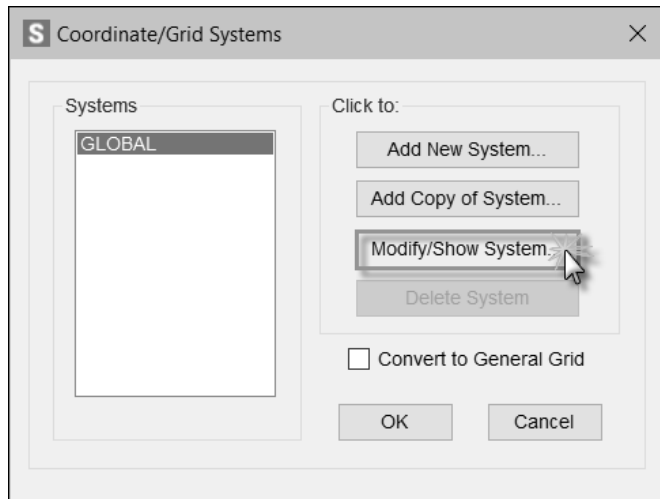 S Coordinate/Grid Systems
Systems
GLOBAL
Click to:
Add New System...
Add Copy of System...
Modify/Show System.
Delete System
Convert to General Grid
OK
Cancel